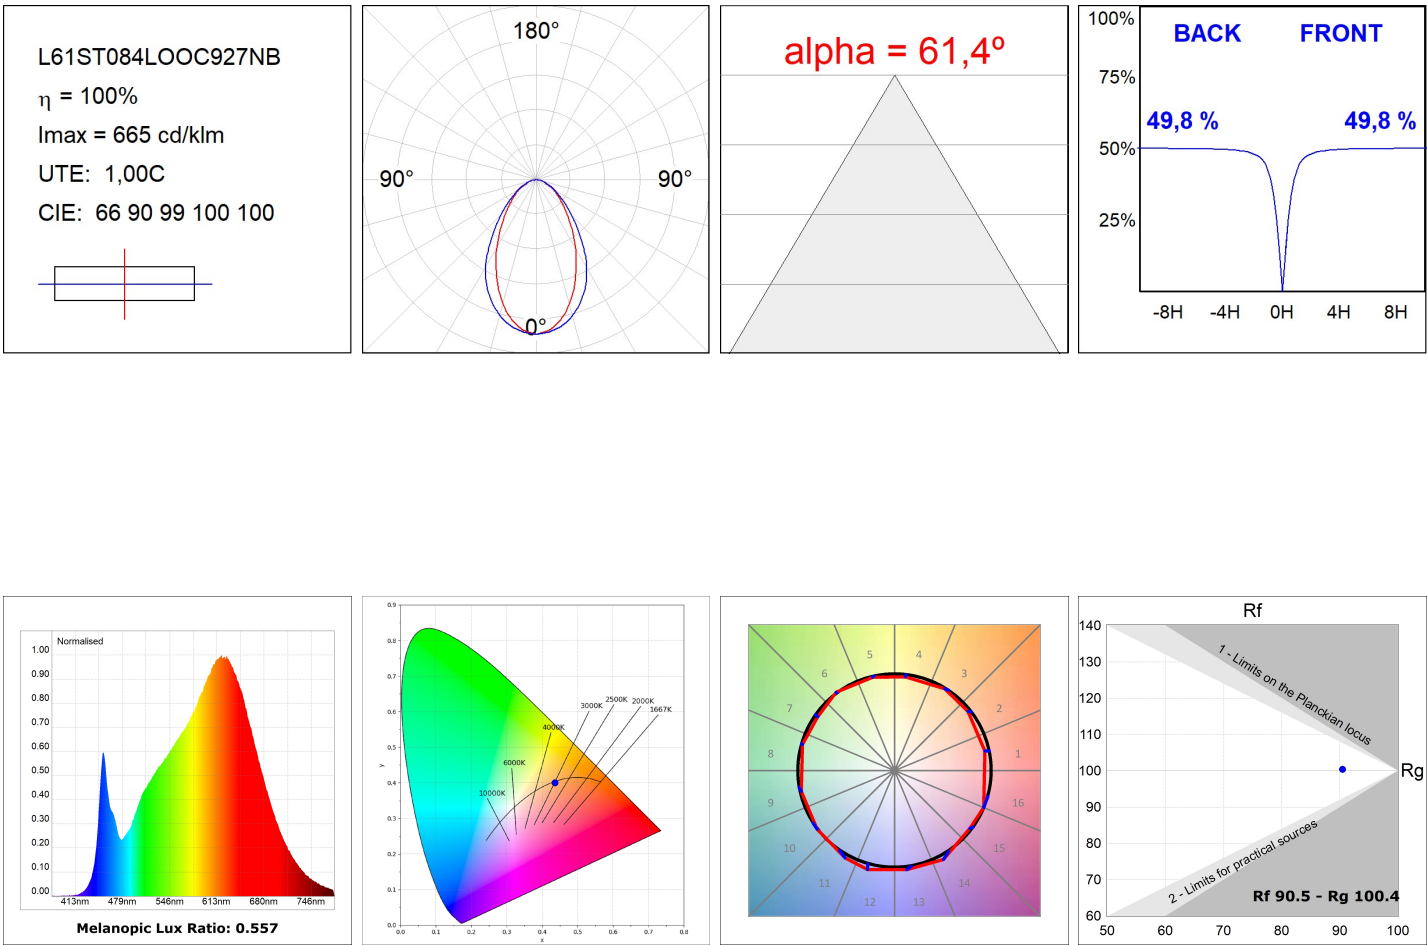 L61ST084LOOC927NB
η = 100%
Imax = 665 cd/klm
UTE: 1,00C
CIE: 66 90 99 100 100
180°
90° 90°
0°
alpha = 61,4º
100%
BACK FRONT
75%
49,8 % 49,8 %
50%
25%
-8H -4H 0H 4H 8H
Normalised
1.00
0.90
0.80
0.70
0.60
0.50
0.40
0.30
0.20
0.10
0.00
413nm 479nm 546nm 613nm 680nm 746nm
Melanopic Lux Ratio: 0.557
0.9
0.8
0.7
0.6
0.5
0.4
0.3
0.2
0.1
0.0
y
2500K 2000K
3000K 1667K
4000K
6000K
10000K
0.0 0.1 0.2 0.3 0.4 0.5 0.6 0.7 0.8
x
5 4
6 3
7 2
8 1
9 16
10 15
11 14
12 13
Rf
140
130
120
110
100
90
80
70
60
1 - Limits on the Planckian locus
Rg
2 - Limits for practical sources
Rf 90.5 - Rg 100.4
50 60 70 80 90 100